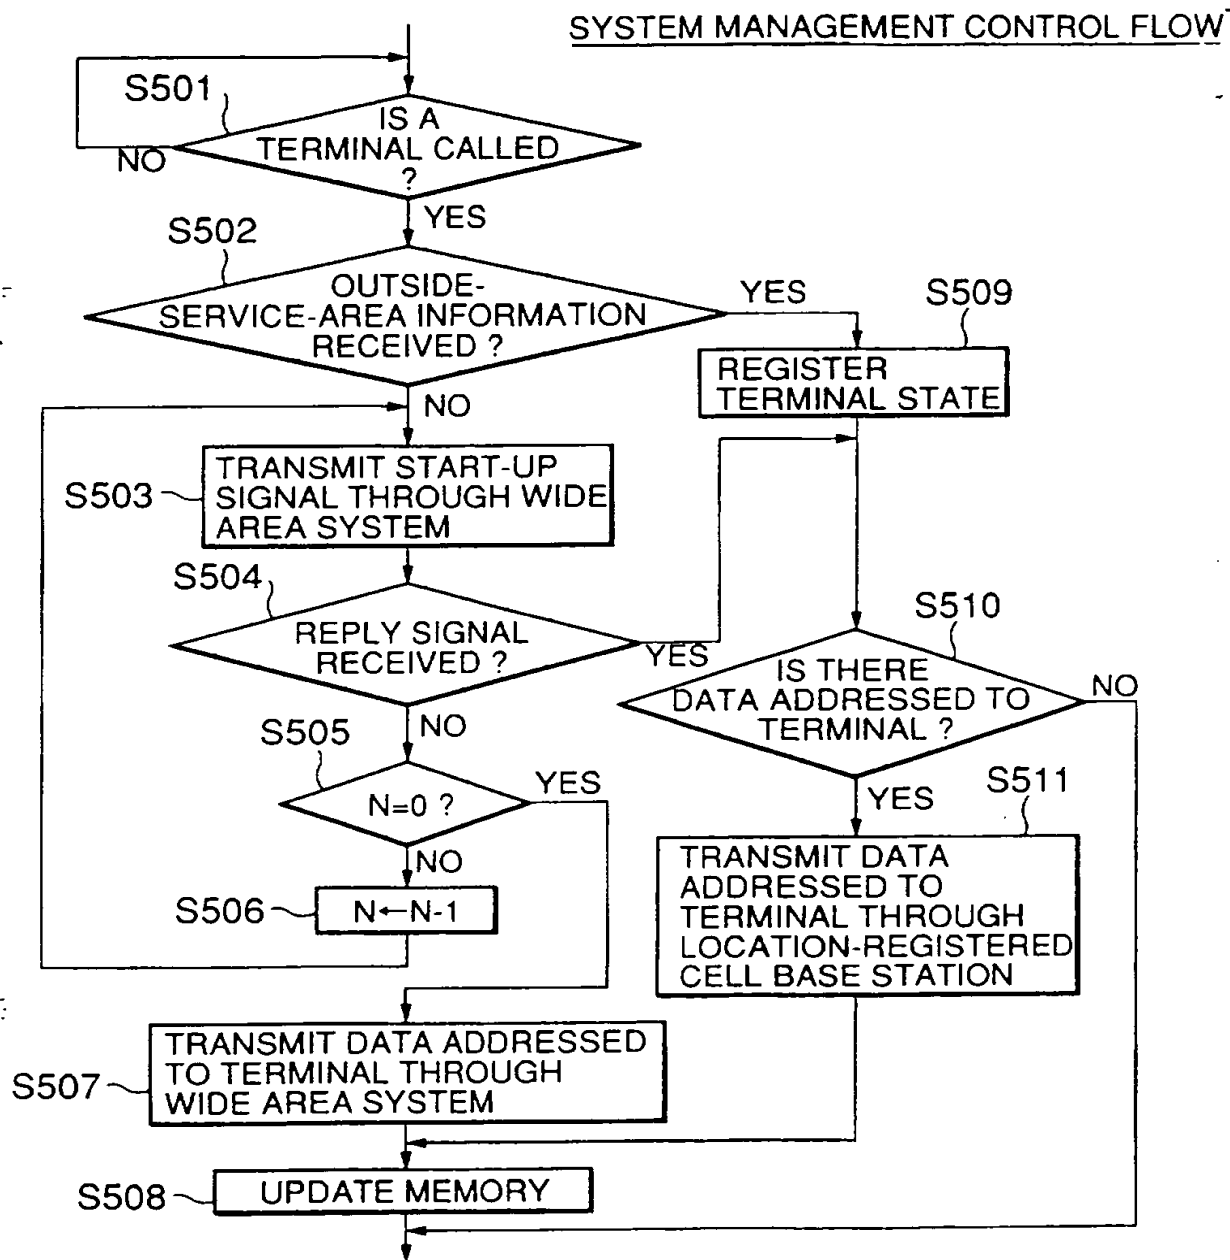 SYSTEM MANAGEMENT CONTROL FLOW
S501
IS A
TERMINAL CALLED
?
NO
YES
S502
OUTSIDE-
SERVICE-AREA INFORMATION
RECEIVED ?
YES
NO
S509
REGISTER
TERMINAL STATE
S503
TRANSMIT START-UP
SIGNAL THROUGH WIDE
AREA SYSTEM
S504
REPLY SIGNAL
RECEIVED ?
YES
NO
S510
IS THERE
DATA ADDRESSED TO
TERMINAL ?
NO
YES
S505
N=0 ?
YES
NO
S506
N←N-1
S511
TRANSMIT DATA
ADDRESSED TO
TERMINAL THROUGH
LOCATION-REGISTERED
CELL BASE STATION
S507
TRANSMIT DATA ADDRESSED
TO TERMINAL THROUGH
WIDE AREA SYSTEM
S508
UPDATE MEMORY